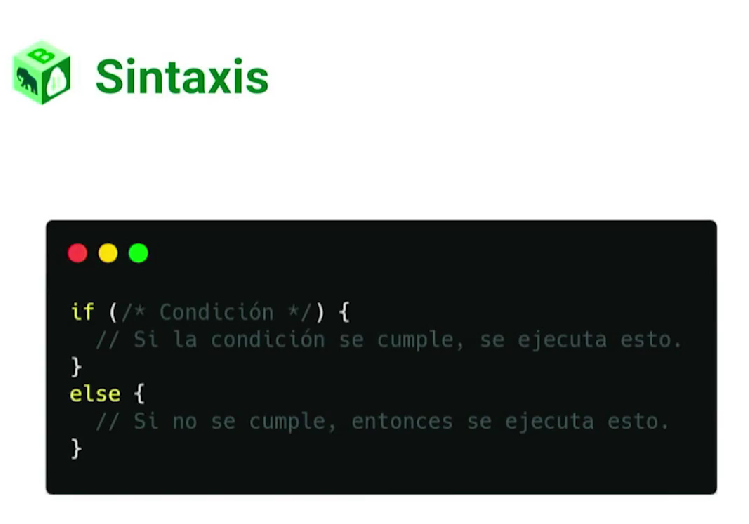 B
Sintaxis
if (/* Condición */) {
  // Si la condición se cumple, se ejecuta esto.
}
else {
  // Si no se cumple, entonces se ejecuta esto.
}